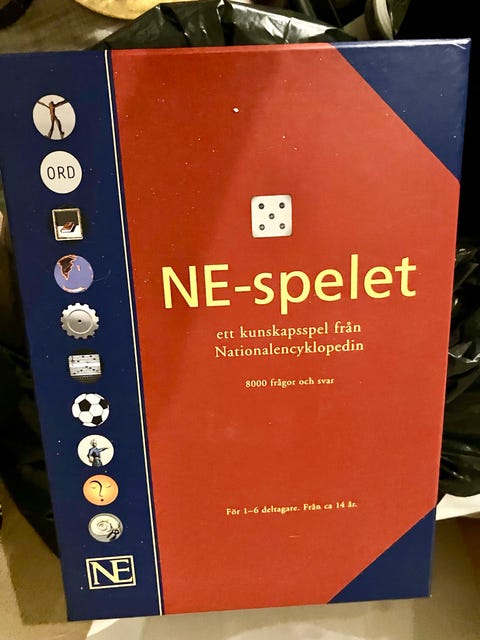 ORD
NE-spelet
ett kunskapsspel från
Nationalencyklopedin
8000 frågor och svar
För 1–6 deltagare. Från ca 14 år.
NE